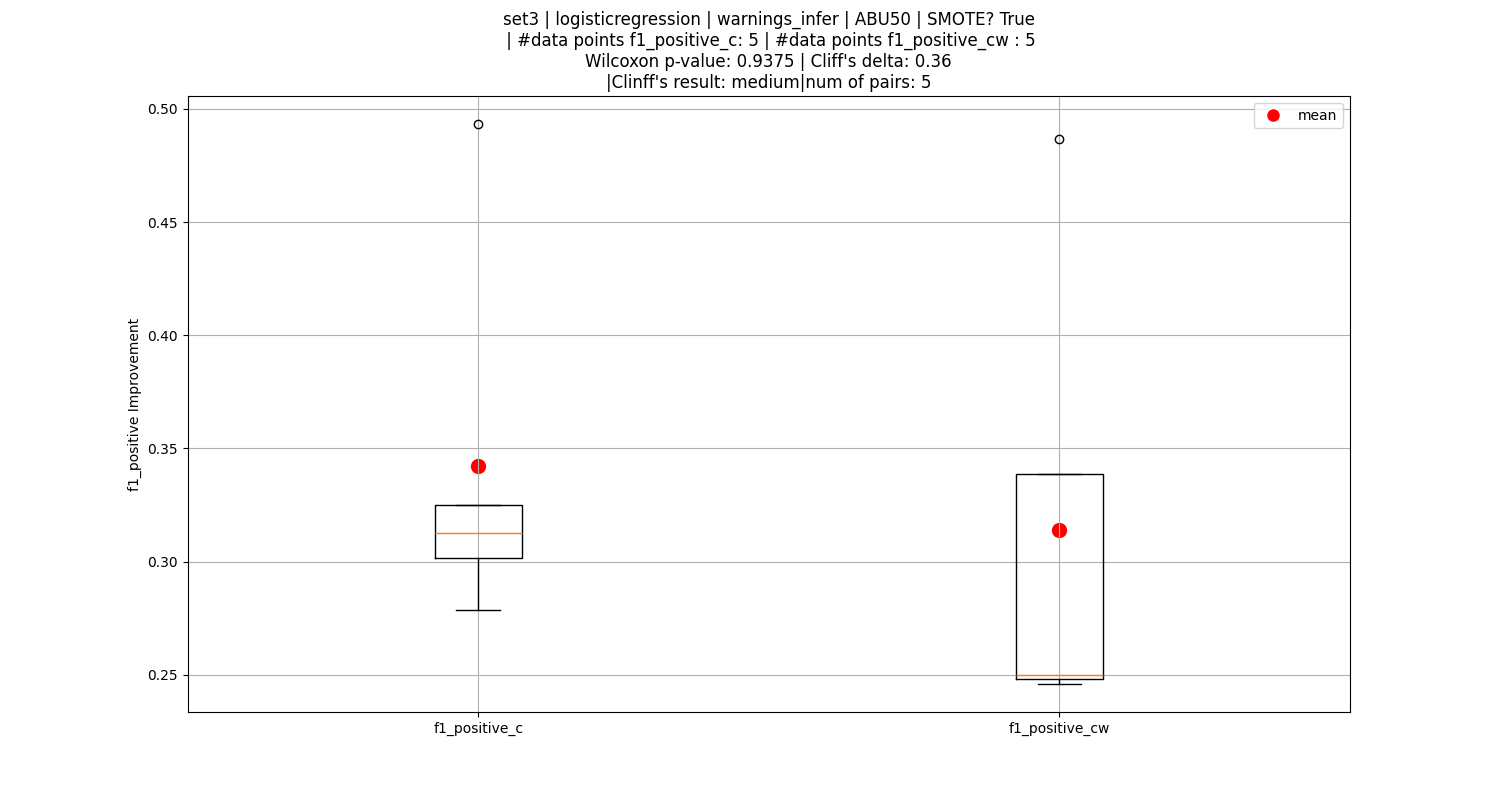 set3 | logisticregression | warnings_infer | ABU50 | SMOTE? True
| #data points f1_positive_c: 5 | #data points f1_positive_cw : 5
Wilcoxon p-value: 0.9375 | Cliff's delta: 0.36
|Clinff's result: medium|num of pairs: 5
mean
0.50
0.45
0.40
0.35
0.30
0.25
f1_positive Improvement
f1_positive_c
f1_positive_cw